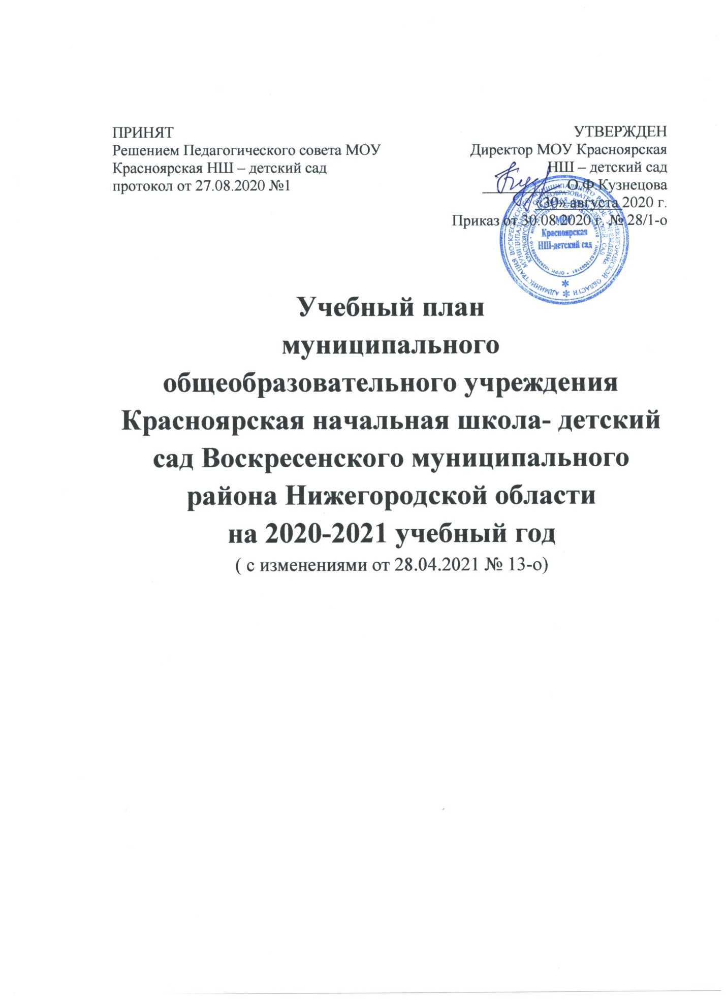 ПРИНЯТ
Решением Педагогического совета МОУ
Красноярская НШ – детский сад
протокол от 27.08.2020 №1
УТВЕРЖДЕН
Директор МОУ Красноярская
НШ – детский сад
О.Ф.Кузнецова
«30» августа 2020 г.
Приказ от 30.08.2020 г. № 28/1-о
МОУ
Красноярская
НШ-детский сад
Учебный план
муниципального
общеобразовательного учреждения
Красноярская начальная школа- детский
сад Воскресенского муниципального
района Нижегородской области
на 2020-2021 учебный год
( с изменениями от 28.04.2021 № 13-о)